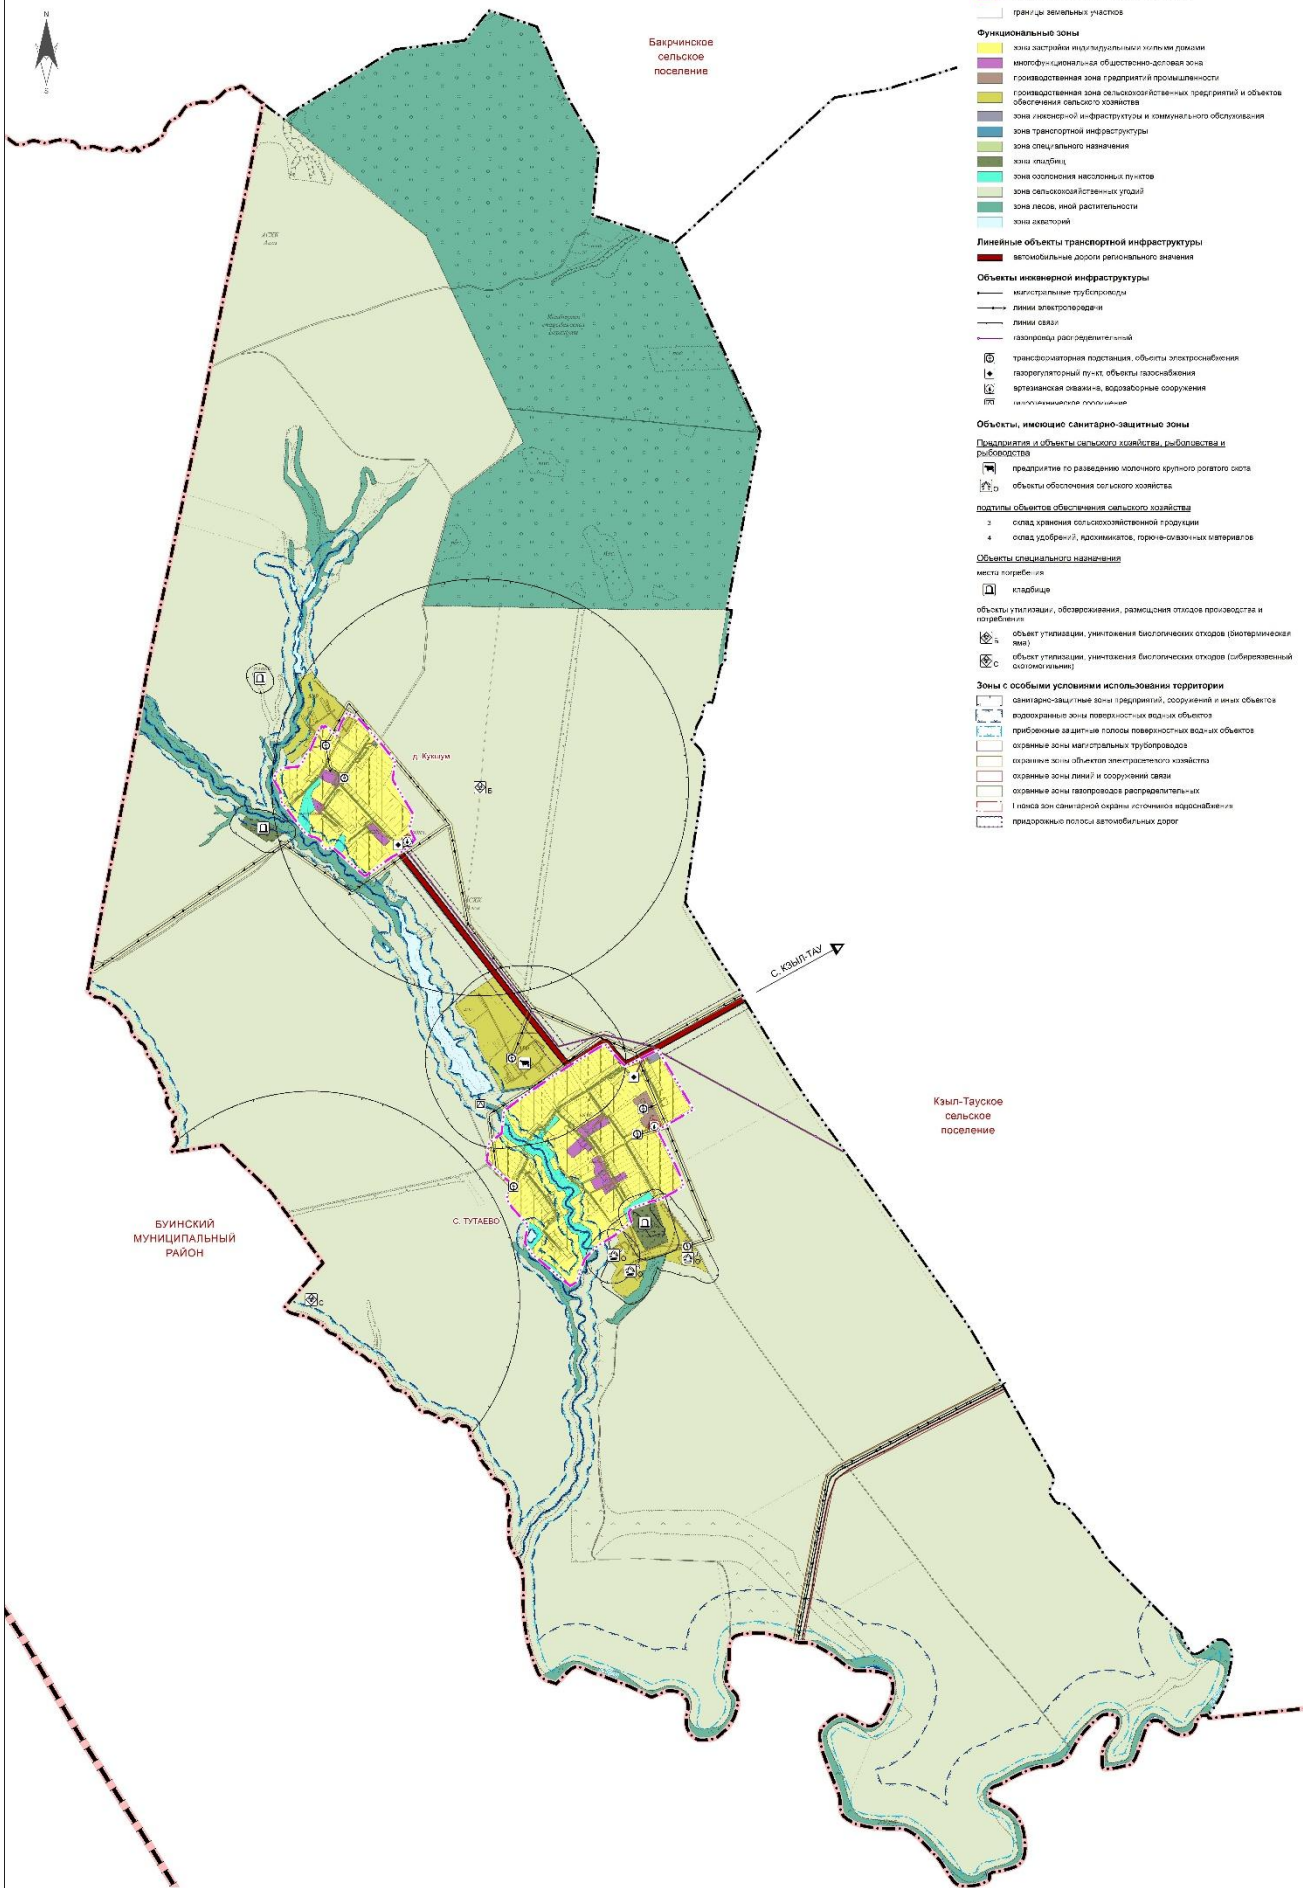 N
S
Бакрчинское
сельское
поселение
границы земельных участков
Функциональные зоны
зона застройки индивидуальными жилыми домами
многофункциональная общественно-деловая зона
производственная зона предприятий промышленности
производственная зона сельскохозяйственных предприятий и объектов
обеспечения сельского хозяйства
зона инженерной инфраструктуры и коммунального обслуживания
зона транспортной инфраструктуры
зона специального назначения
зона кладбищ
зона озеленения населенных пунктов
зона сельскохозяйственных угодий
зона лесов, иной растительности
зона акваторий
Линейные объекты транспортной инфраструктуры
автомобильные дороги регионального значения
Объекты инженерной инфраструктуры
магистральные трубопроводы
линии электропередачи
линии связи
газопровод распределительный
трансформаторная подстанция, объекты электроснабжения
газорегуляторный пункт, объекты газоснабжения
артезианская скважина, водозаборные сооружения
гидротехническое сооружение
Объекты, имеющие санитарно-защитные зоны
Предприятия и объекты сельского хозяйства, рыболовства и
рыбоводства
предприятие по разведению молочного крупного рогатого скота
объекты обеспечения сельского хозяйства
подтипы объектов обеспечения сельского хозяйства
3 склад хранения сельскохозяйственной продукции
4 склад удобрений, ядохимикатов, горюче-смазочных материалов
Объекты специального назначения
места погребения
кладбище
объекты утилизации, обезвреживания, размещения отходов производства и
потребления
Б объект утилизации, уничтожения биологических отходов (биотермическая
яма)
С объект утилизации, уничтожения биологических отходов (сибиреязвенный
скотомогильник)
Зоны с особыми условиями использования территории
санитарно-защитные зоны предприятий, сооружений и иных объектов
водоохранные зоны поверхностных водных объектов
прибрежные защитные полосы поверхностных водных объектов
охранные зоны магистральных трубопроводов
охранные зоны объектов электросетевого хозяйства
охранные зоны линий и сооружений связи
охранные зоны газопроводов распределительных
I пояса зон санитарной охраны источников водоснабжения
придорожные полосы автомобильных дорог
д. Кукшум
Б
С. КЗЫЛ-ТАУ
Кзыл-Тауское
сельское
поселение
БУИНСКИЙ
МУНИЦИПАЛЬНЫЙ
РАЙОН
С. ТУТАЕВО
С